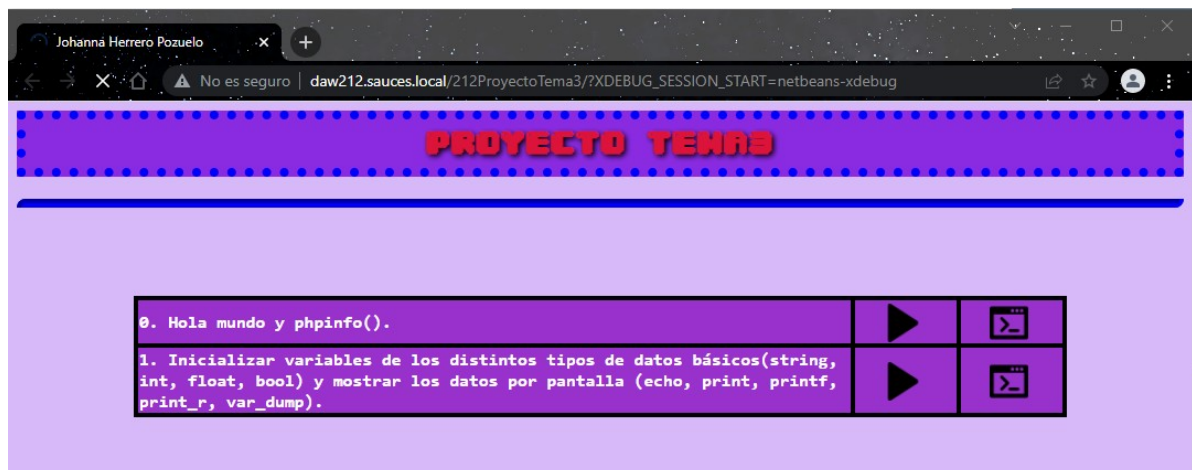 Johanna Herrero Pozuelo
No es seguro | daw212.sauces.local/212ProyectoTema3/?XDEBUG_SESSION_START=netbeans-xdebug
PROYECTO TEMA3
0. Hola mundo y phpinfo().
1. Inicializar variables de los distintos tipos de datos básicos(string,
int, float, bool) y mostrar los datos por pantalla (echo, print, printf,
print_r, var_dump).